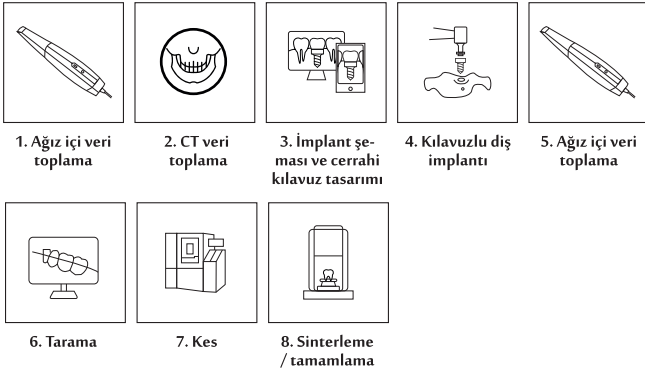 1. Ağız içi veri
toplama
2. CT veri
toplama
3. İmplant şe-
ması ve cerrahi
kılavuz tasarımı
4. Kılavuzlu diş
implantı
5. Ağız içi veri
toplama
6. Tarama
7. Kes
8. Sinterleme
/ tamamlama